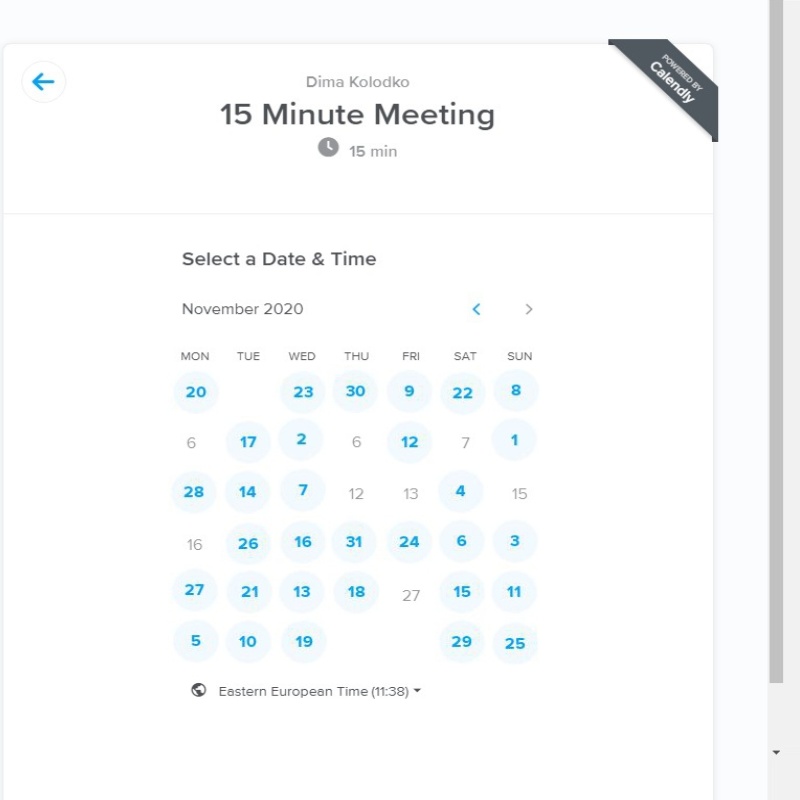 POWERED BY
Calendly
Dima Kolodko
15 Minute Meeting
15 min
Select a Date & Time
November 2020
MON TUE WED THU FRI SAT SUN
20 23 30 9 22 8
6 17 2 6 12 7 1
28 14 7 12 13 4 15
16 26 16 31 24 6 3
27 21 13 18 27 15 11
5 10 19 29 25
Eastern European Time (11:38)